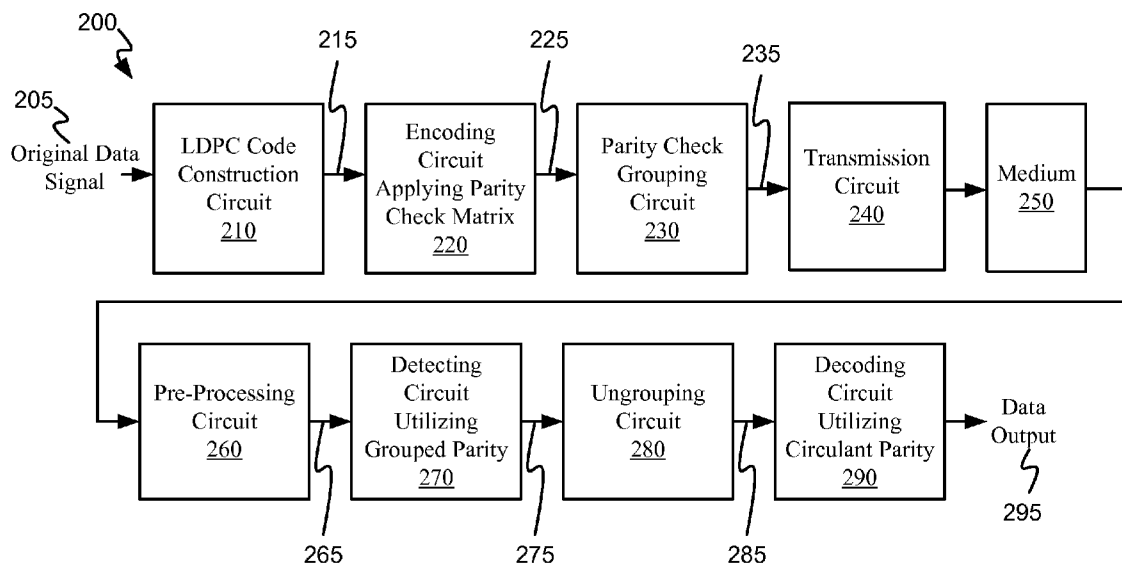 200
205
Original Data
Signal
215
225
235
LDPC Code
Construction
Circuit
210
Encoding
Circuit
Applying Parity
Check Matrix
220
Parity Check
Grouping
Circuit
230
Transmission
Circuit
240
Medium
250
Pre-Processing
Circuit
260
Detecting
Circuit
Utilizing
Grouped Parity
270
Ungrouping
Circuit
280
Decoding
Circuit
Utilizing
Circulant Parity
290
Data
Output
295
265
275
285